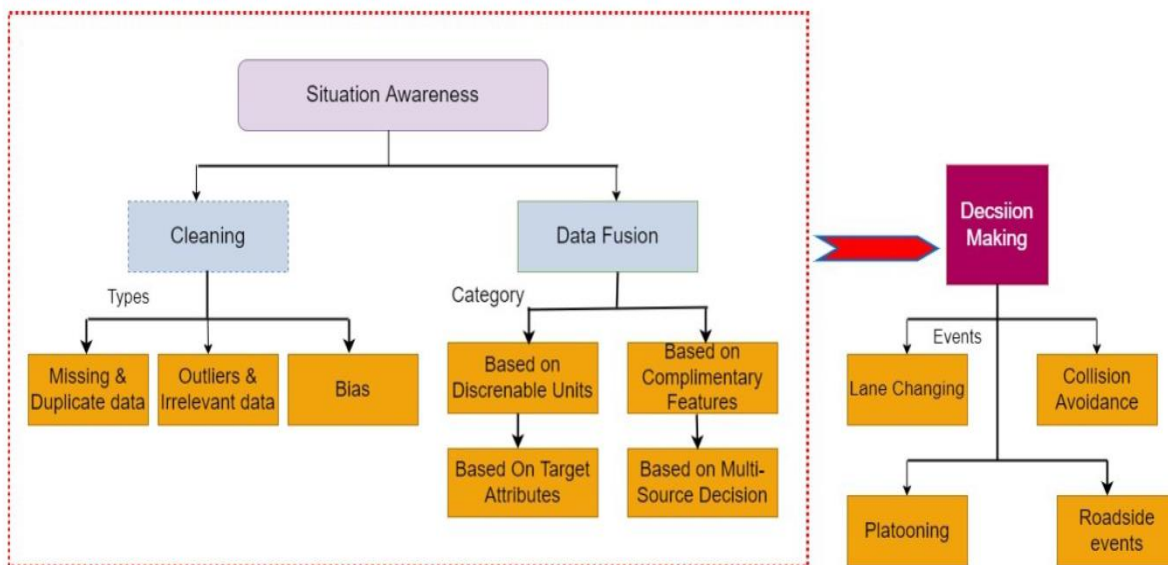 Situation Awareness
Cleaning
Data Fusion
Decsiion
Making
Types
Category
Events
Missing &
Duplicate data
Outliers &
Irrelevant data
Bias
Based on
Discrenable Units
Based on
Complimentary
Features
Lane Changing
Collision
Avoidance
Based On Target
Attributes
Based on Multi-
Source Decision
Platooning
Roadside
events